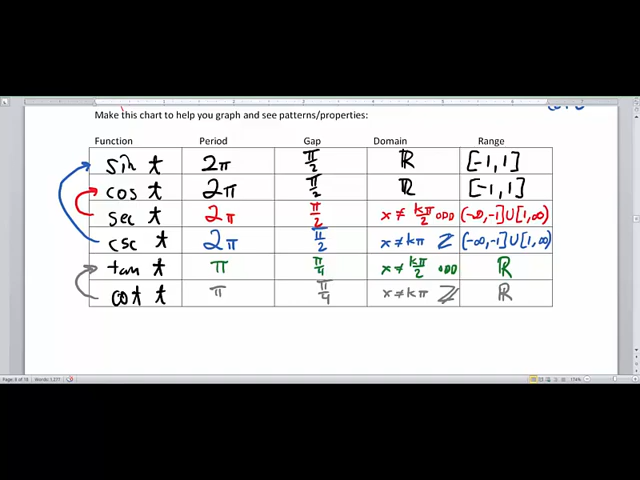 Make this chart to help you graph and see patterns/properties:
Function Period Gap Domain Range
sin t 2π π/2 ℝ [-1,1]
cos t 2π π/2 ℝ [-1,1]
sec t 2π π/2 x ≠ kπ/2 ODD (-∞,-1]∪[1,∞)
csc t 2π π/2 x ≠ kπ ℤ (-∞,-1]∪[1,∞)
tan t π π/4 x ≠ kπ/2 ODD ℝ
cot t π π/4 x ≠ kπ ℤ ℝ